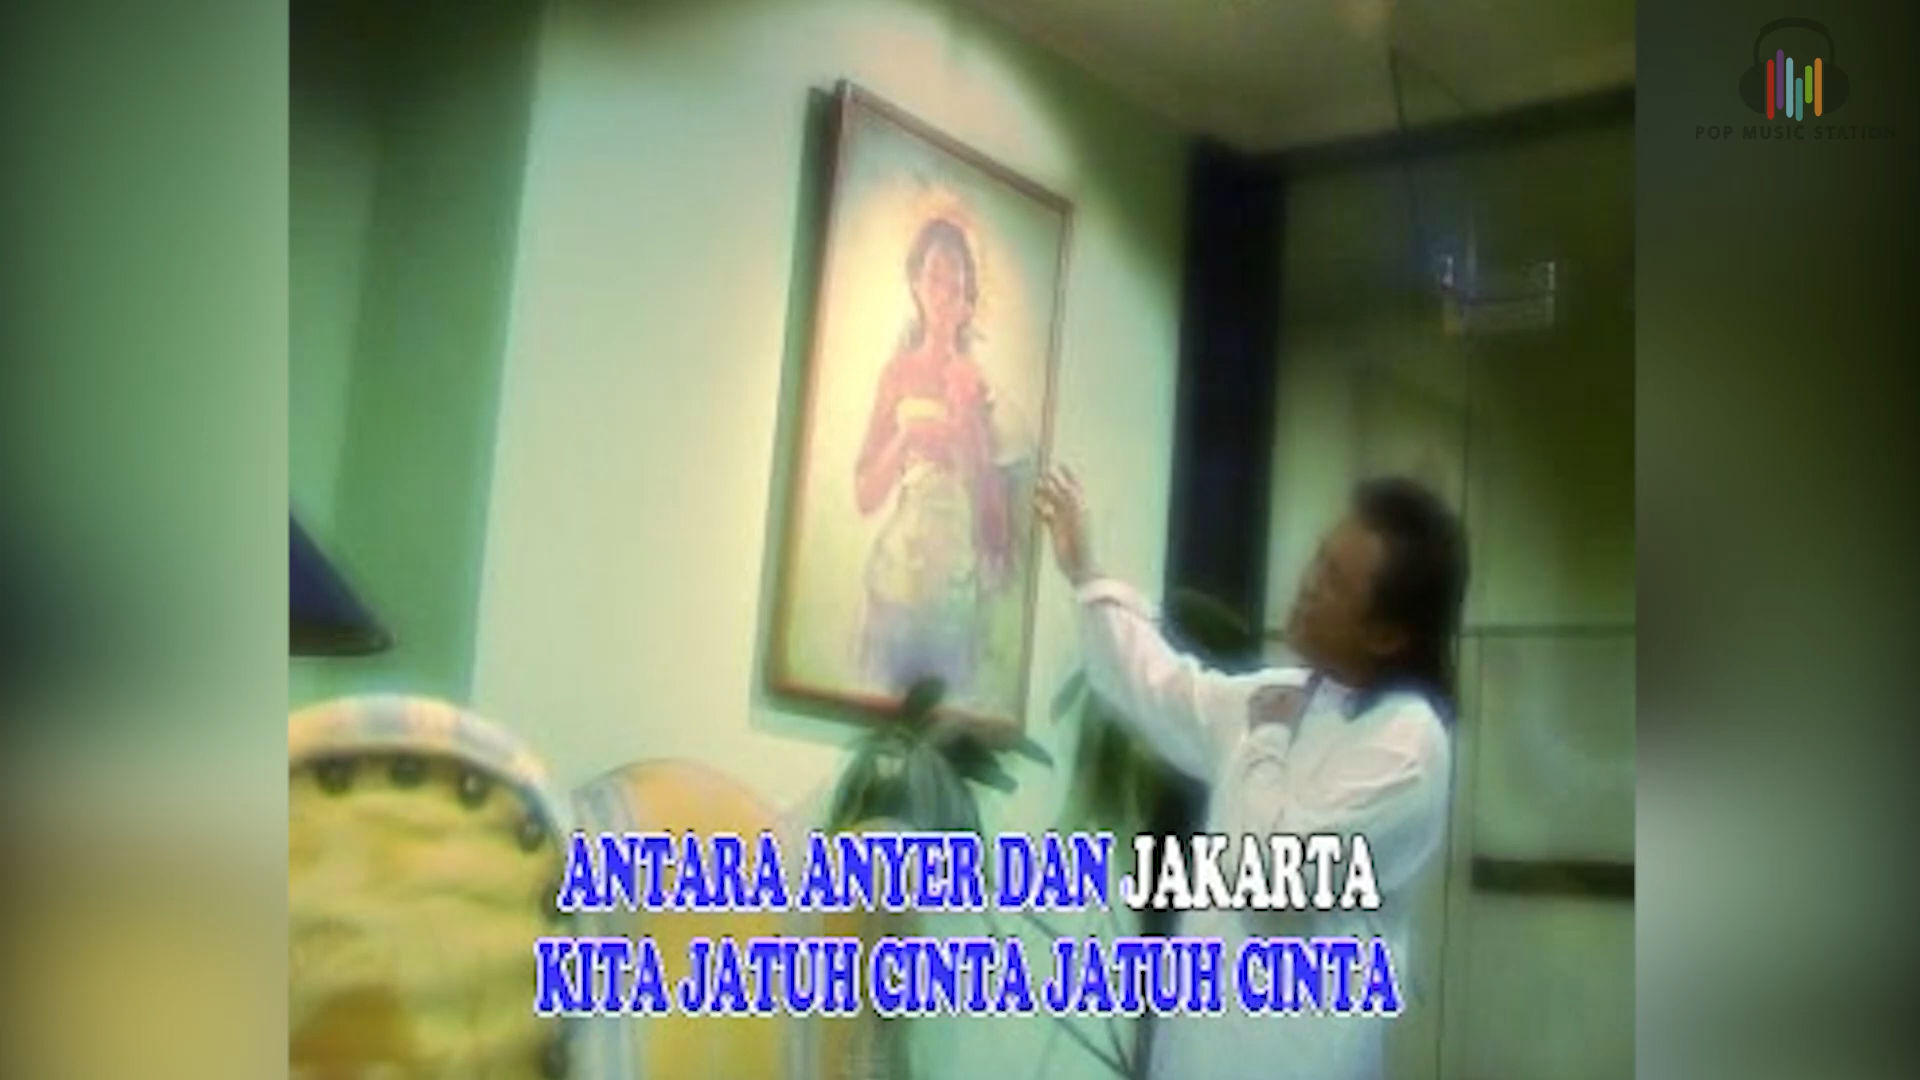 POP MUSIC STATION
ANTARA ANYER DAN JAKARTA
KITA JATUH CINTA JATUH CINTA